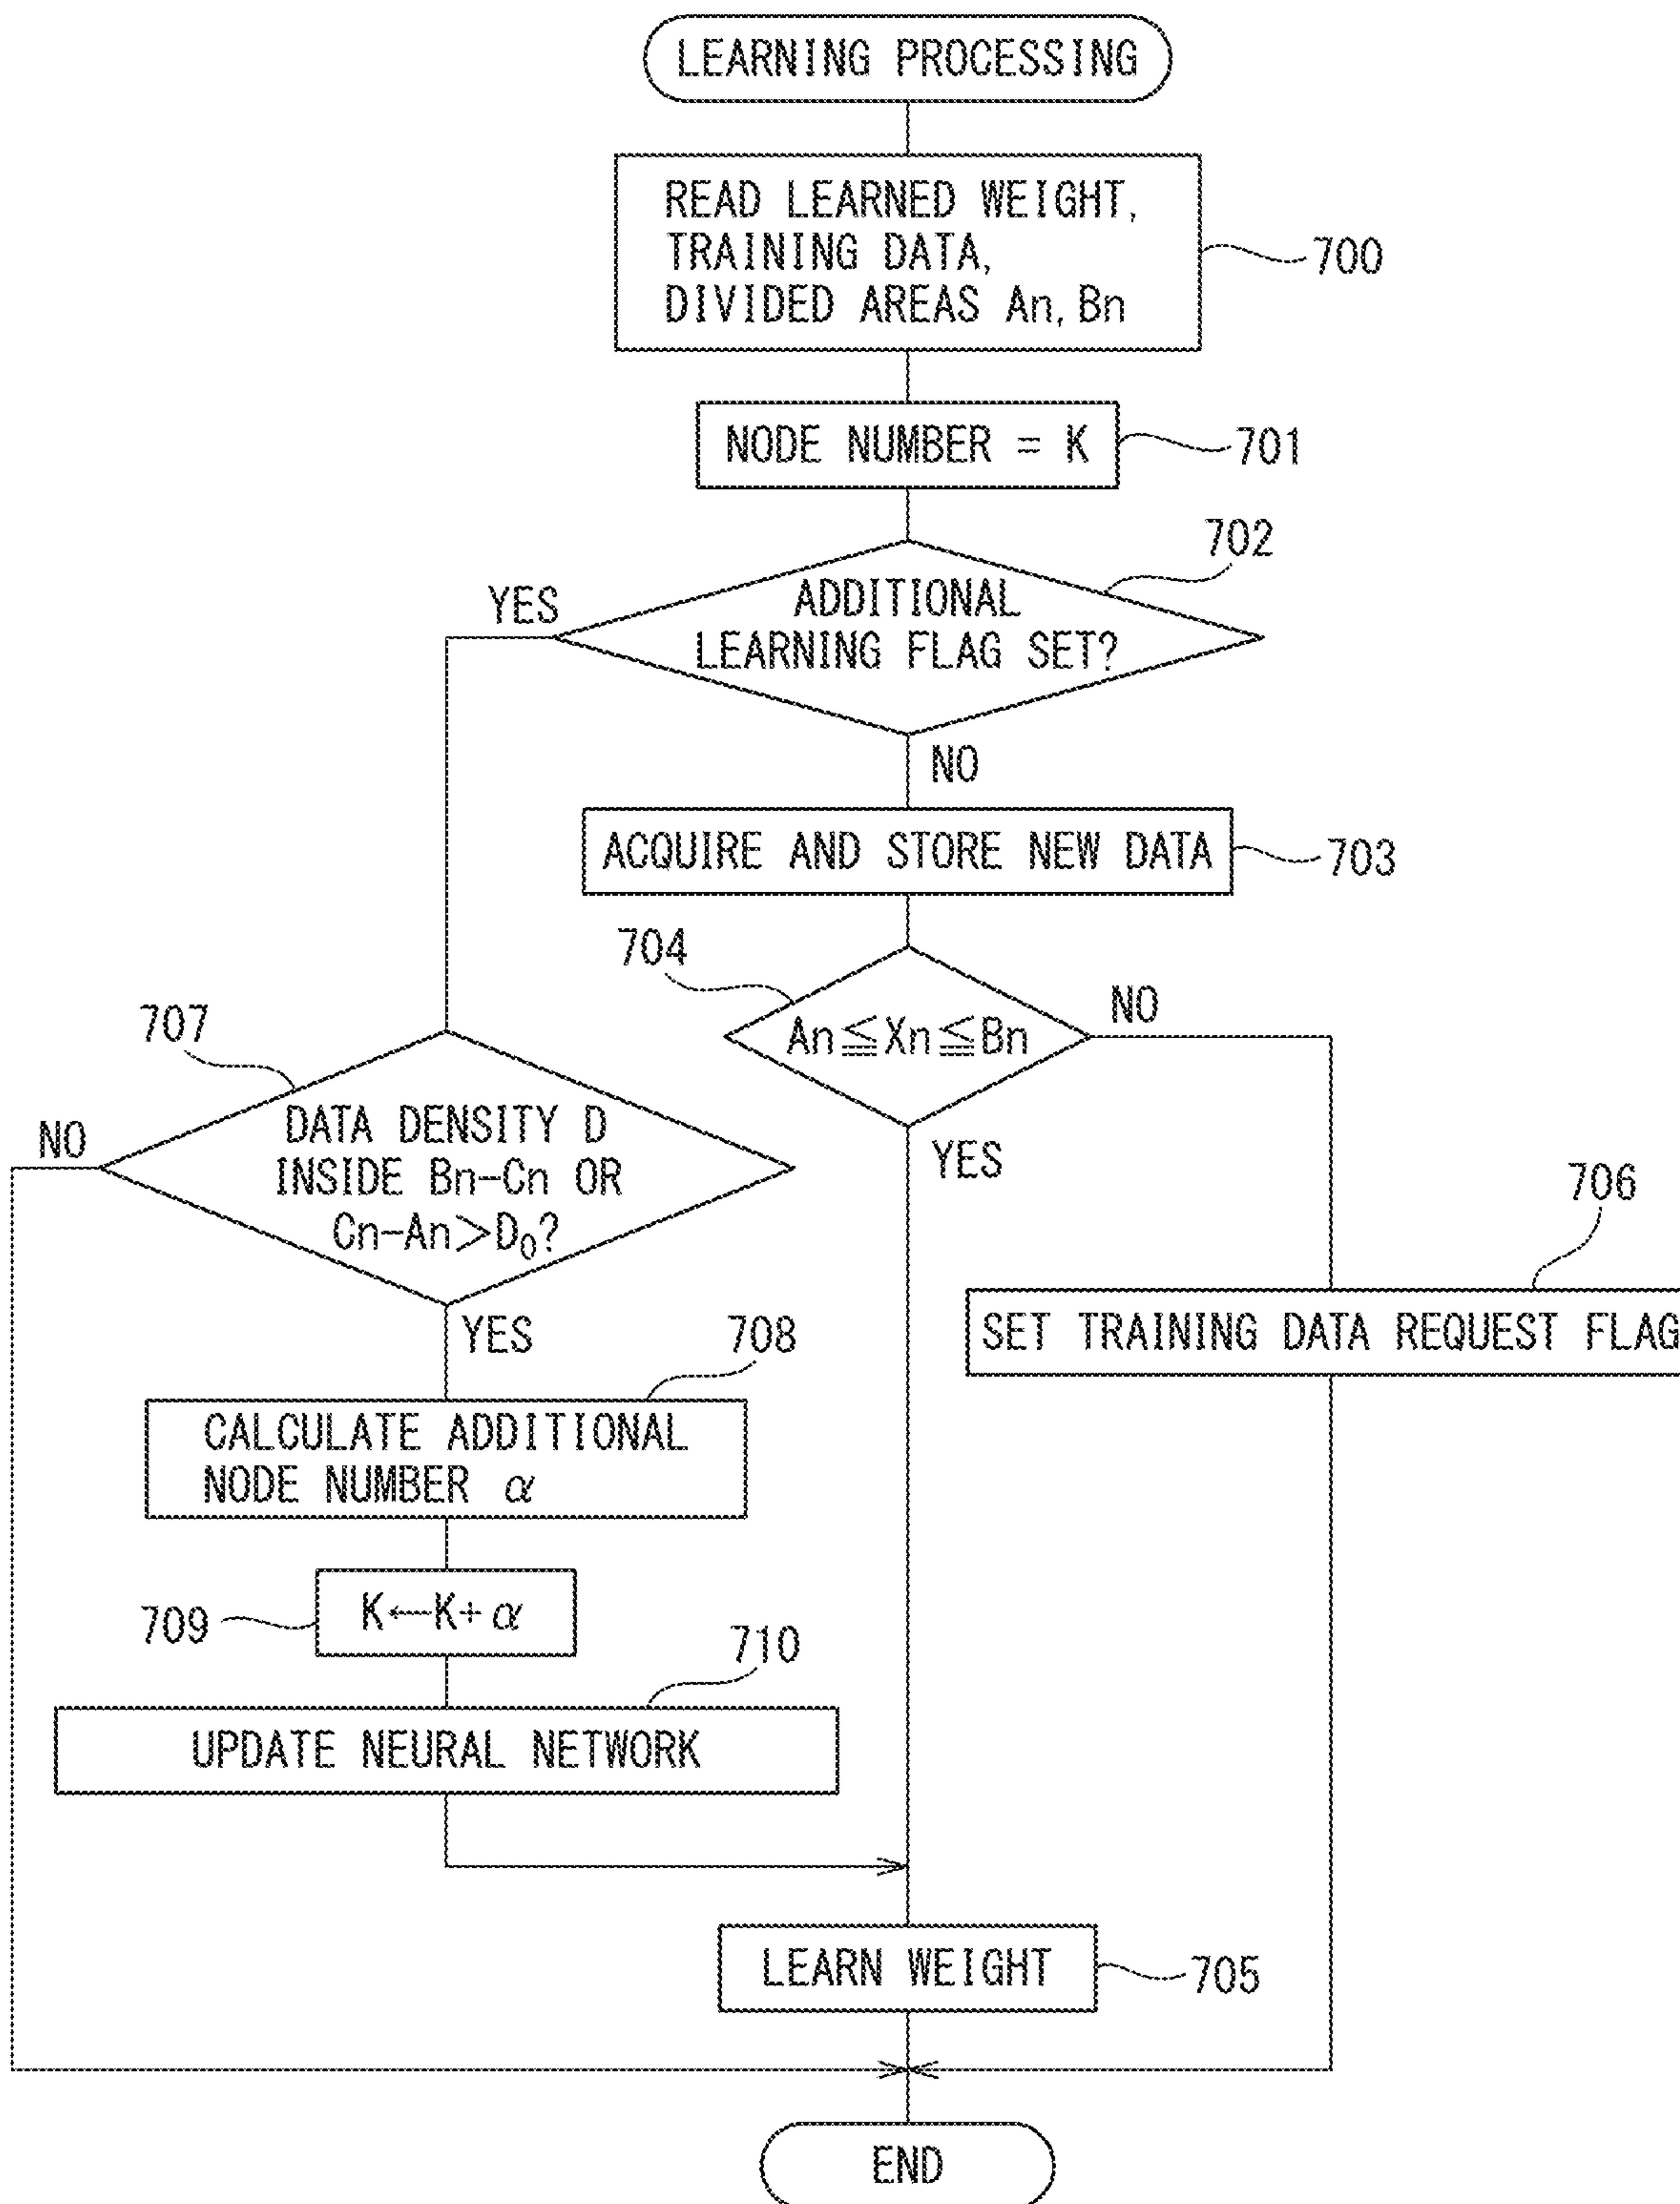 LEARNING PROCESSING
READ LEARNED WEIGHT,
TRAINING DATA,
DIVIDED AREAS An, Bn
700
NODE NUMBER = K
701
702
YES
ADDITIONAL
LEARNING FLAG SET?
NO
ACQUIRE AND STORE NEW DATA
703
704
An≦Xn≦Bn
NO
YES
707
NO
DATA DENSITY D
INSIDE Bn-Cn OR
Cn-An>D₀?
YES
706
SET TRAINING DATA REQUEST FLAG
708
CALCULATE ADDITIONAL
NODE NUMBER α
709
K←K+α
710
UPDATE NEURAL NETWORK
LEARN WEIGHT
705
END